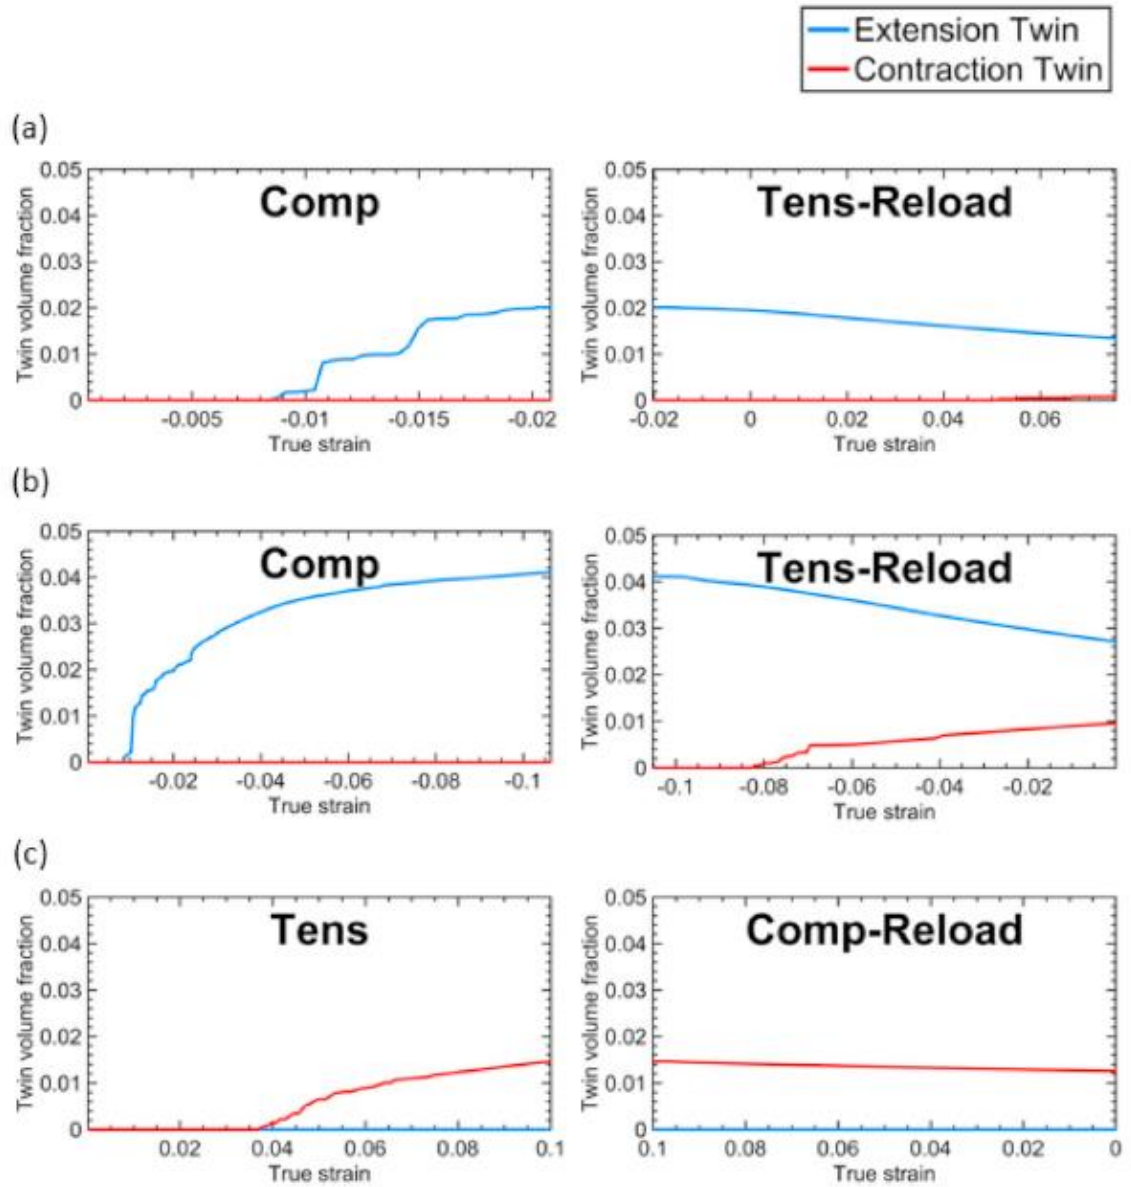 Extension Twin
Contraction Twin
(a)
Twin volume fraction
0.05
0.04
0.03
0.02
0.01
0
Comp
-0.005
-0.01
-0.015
-0.02
True strain
Twin volume fraction
0.05
0.04
0.03
0.02
0.01
0
Tens-Reload
-0.02
0
0.02
0.04
0.06
True strain
(b)
Twin volume fraction
0.05
0.04
0.03
0.02
0.01
0
Comp
-0.02
-0.04
-0.06
-0.08
-0.1
True strain
Twin volume fraction
0.05
0.04
0.03
0.02
0.01
0
Tens-Reload
-0.1
-0.08
-0.06
-0.04
-0.02
True strain
(c)
Twin volume fraction
0.05
0.04
0.03
0.02
0.01
0
Tens
0.02
0.04
0.06
0.08
0.1
True strain
Twin volume fraction
0.05
0.04
0.03
0.02
0.01
0
Comp-Reload
0.1
0.08
0.06
0.04
0.02
0
True strain